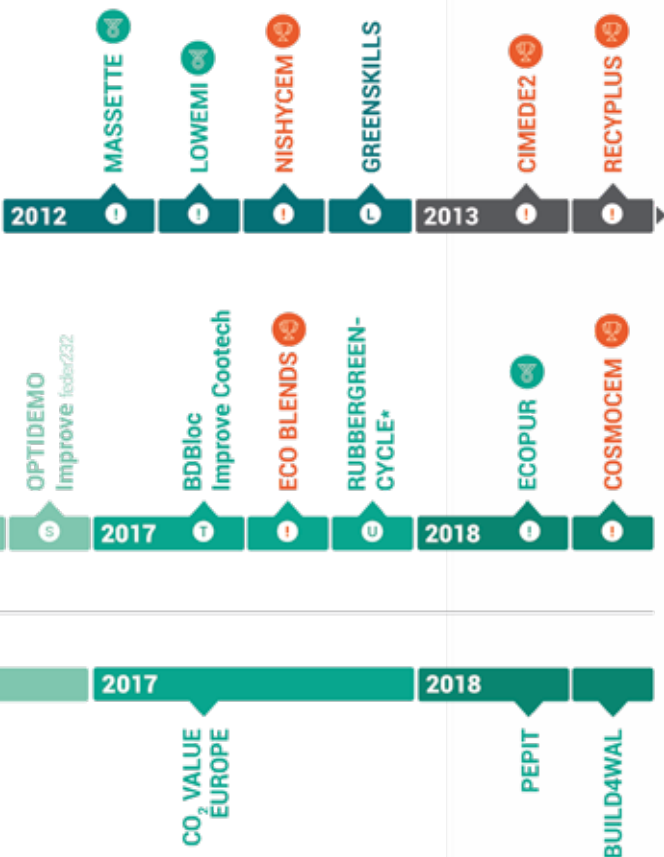 MASSETTE
LOWEMI
NISHYCEM
GREENSKILLS
CIMEDE2
RECYPLUS
2012 ! ! ! L 2013 ! !
OPTIDEMO
Improve feder232
BDBloc
Improve Cootech
ECO BLENDS
RUBBERGREEN-
CYCLE*
ECOPUR
COSMOCEM
S 2017 T ! U 2018 ! !
2017 2018
CO₂ VALUE
EUROPE
PEPIT
BUILD4WAL